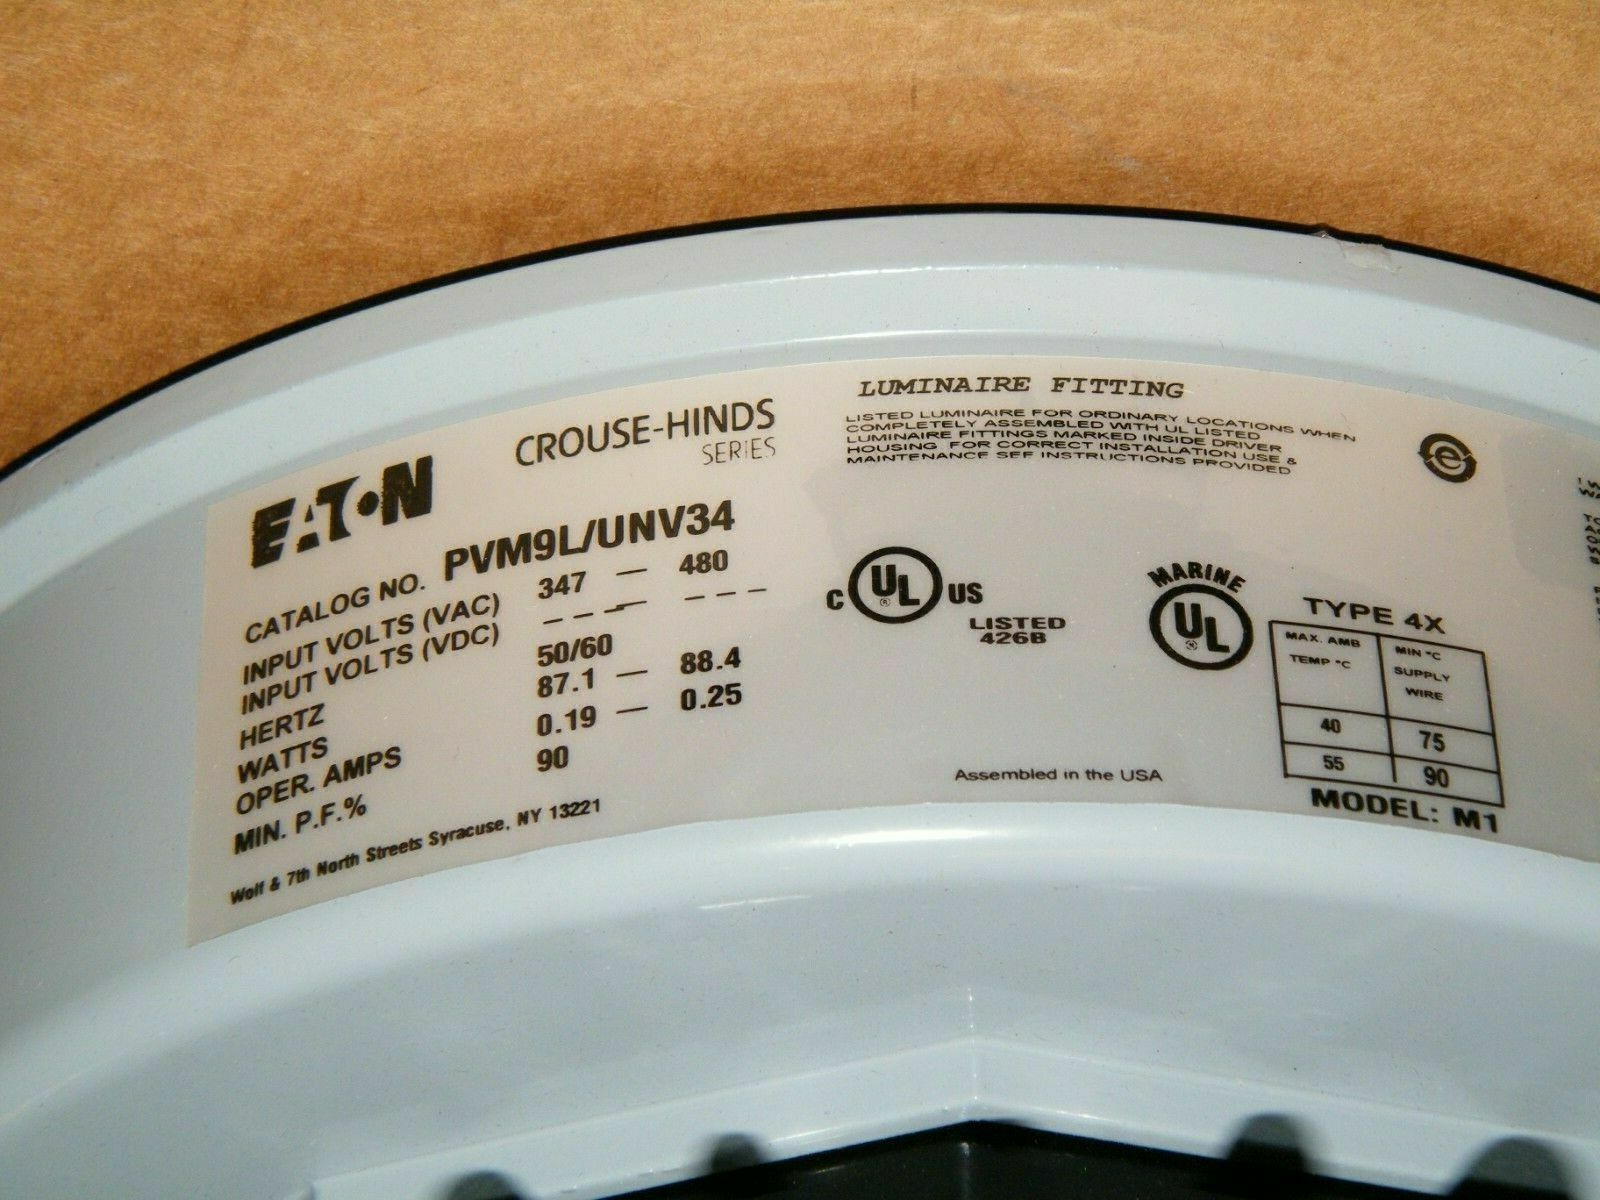 EATON
CROUSE-HINDS
SERIES
CATALOG NO. PVM9L/UNV34
INPUT VOLTS (VAC) 347 — 480
INPUT VOLTS (VDC) --- — ---
HERTZ 50/60
WATTS 87.1 — 88.4
OPER. AMPS 0.19 — 0.25
MIN. P.F.% 90
Wolf & 7th North Streets Syracuse, NY 13221
LUMINAIRE FITTING
LISTED LUMINAIRE FOR ORDINARY LOCATIONS WHEN
COMPLETELY ASSEMBLED WITH UL LISTED
LUMINAIRE FITTINGS MARKED INSIDE DRIVER
HOUSING. FOR CORRECT INSTALLATION USE &
MAINTENANCE SEE INSTRUCTIONS PROVIDED
e
C UL ® US
LISTED
426B
MARINE
UL ®
Assembled in the USA
TYPE 4X
MAX. AMB MIN °C
TEMP °C SUPPLY
WIRE
40 75
55 90
MODEL: M1